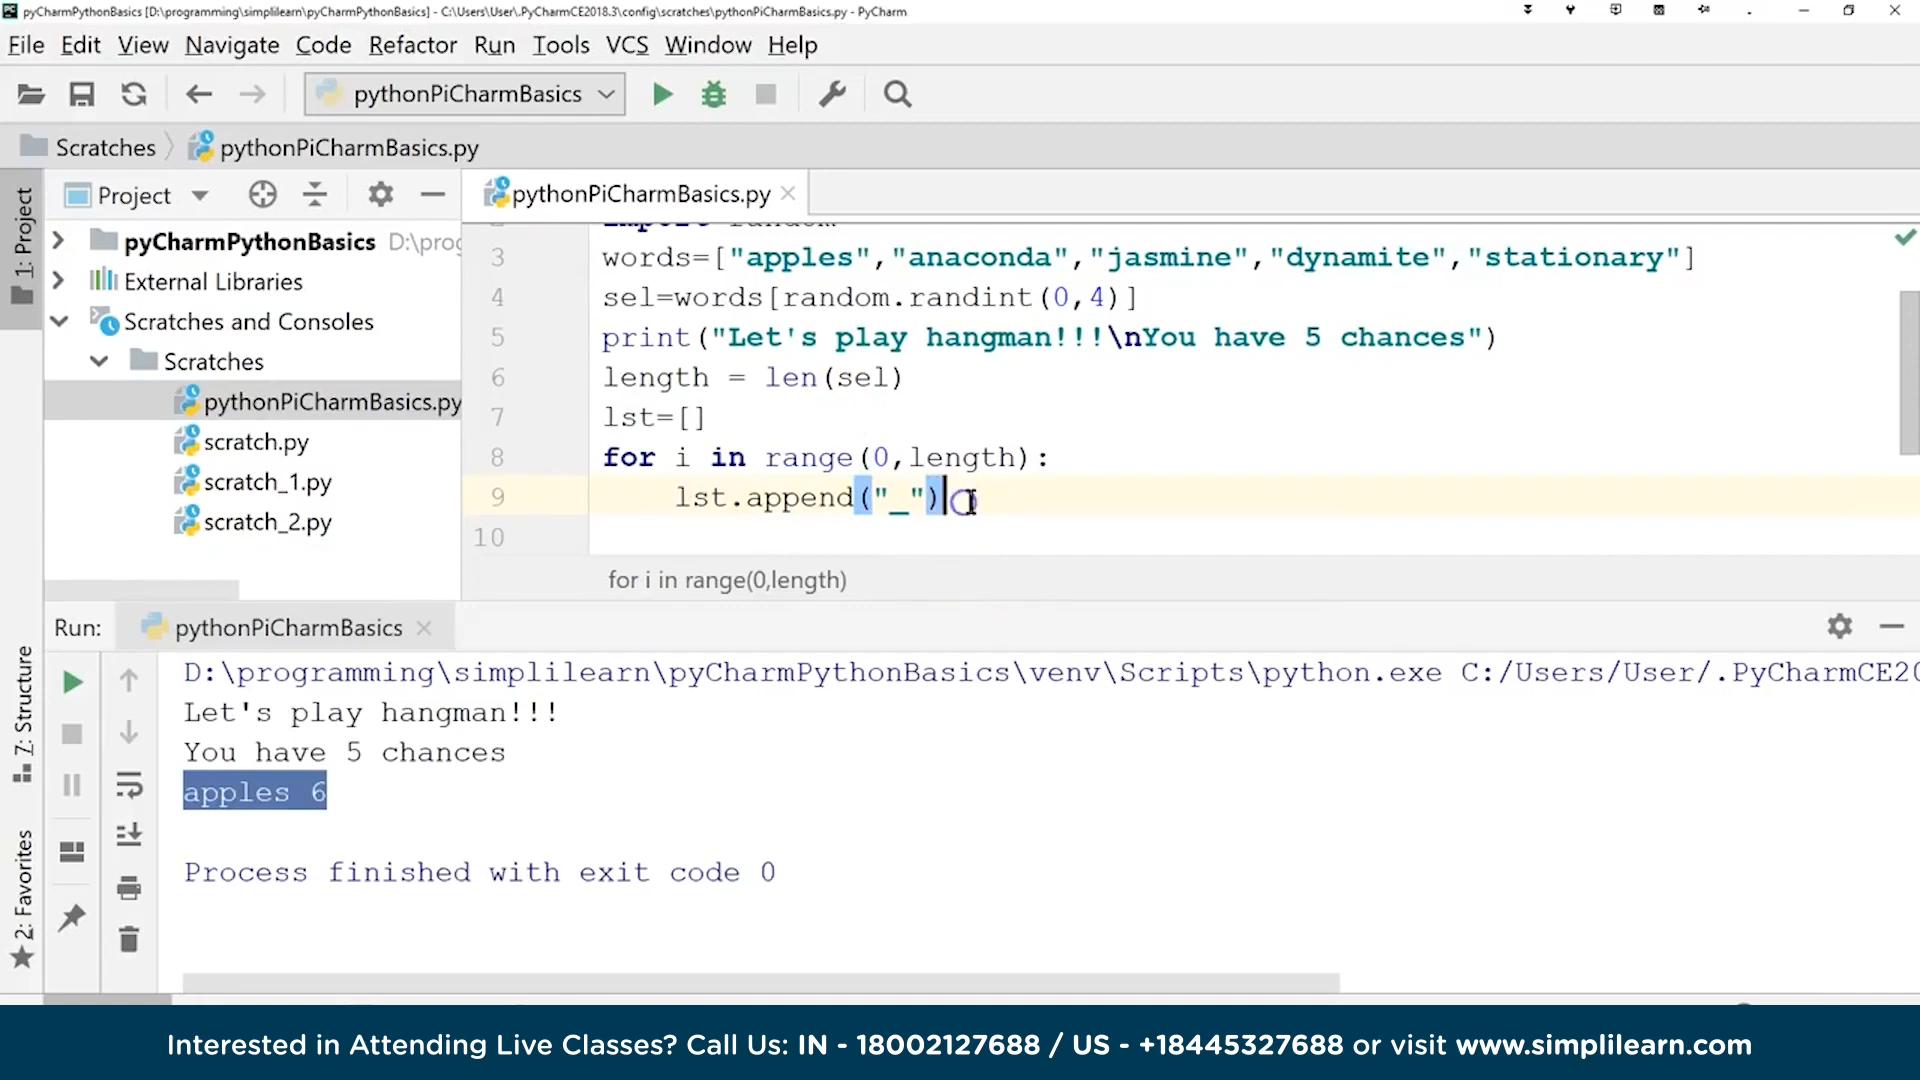 pyCharmPythonBasics [D:\programming\simplilearn\pyCharmPythonBasics] - C:\Users\User\.PyCharmCE2018.3\config\scratches\pythonPiCharmBasics.py - PyCharm
File Edit View Navigate Code Refactor Run Tools VCS Window Help
pythonPiCharmBasics
Scratches pythonPiCharmBasics.py
1: Project
Project
pyCharmPythonBasics D:\prog
External Libraries
Scratches and Consoles
Scratches
pythonPiCharmBasics.py
scratch.py
scratch_1.py
scratch_2.py
pythonPiCharmBasics.py
import random
3 words=["apples","anaconda","jasmine","dynamite","stationary"]
4 sel=words[random.randint(0,4)]
5 print("Let's play hangman!!!\nYou have 5 chances")
6 length = len(sel)
7 lst=[]
8 for i in range(0,length):
9 lst.append("_")
10
for i in range(0,length)
Run: pythonPiCharmBasics
7: Structure
2: Favorites
D:\programming\simplilearn\pyCharmPythonBasics\venv\Scripts\python.exe C:/Users/User/.PyCharmCE20
Let's play hangman!!!
You have 5 chances
apples 6
Process finished with exit code 0
Interested in Attending Live Classes? Call Us: IN - 18002127688 / US - +18445327688 or visit www.simplilearn.com